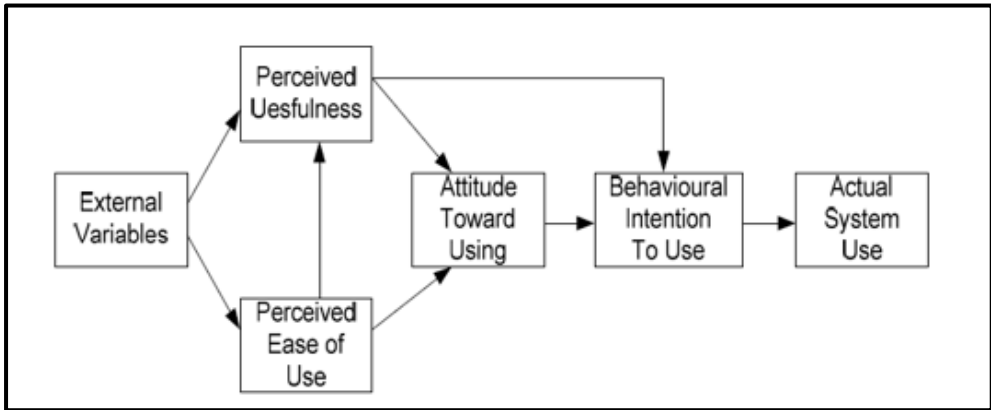 Perceived
Uesfulness
External
Variables
Attitude
Toward
Using
Behavioural
Intention
To Use
Actual
System
Use
Perceived
Ease of
Use